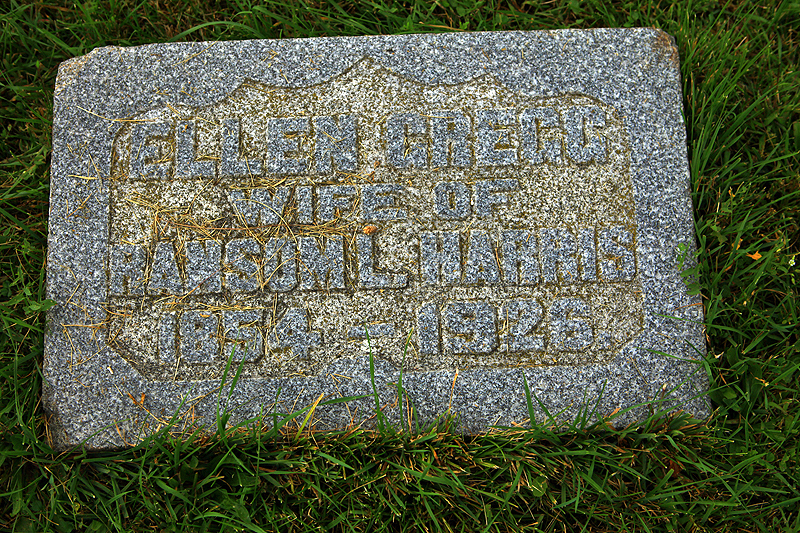 ELLEN GREGG
WIFE OF
RANSOM L. HARRIS
1854 - 1926.